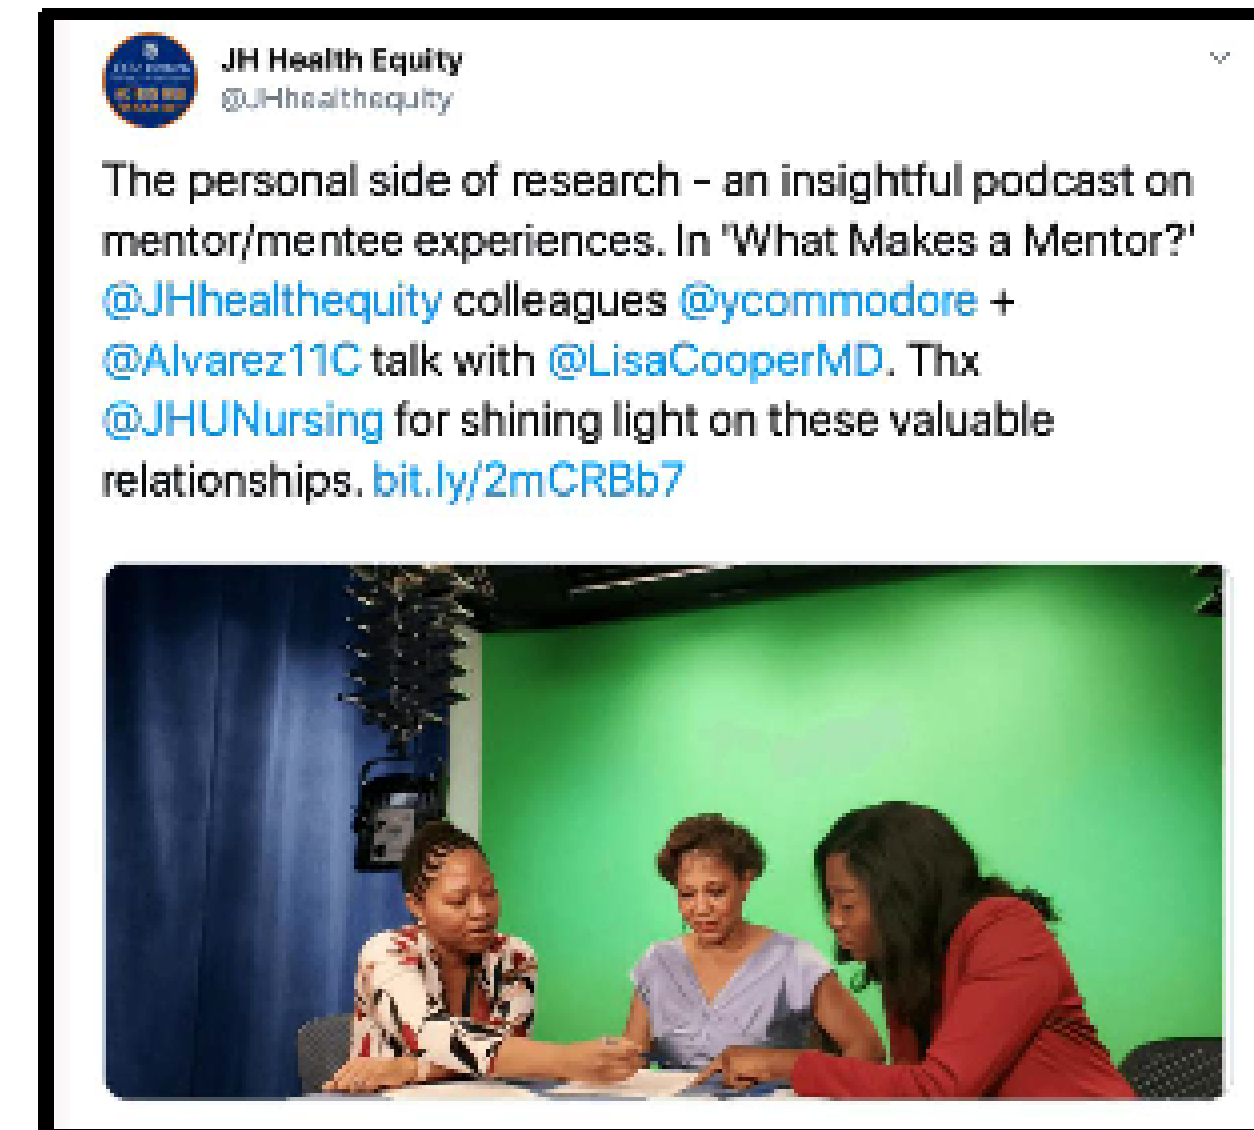 JH Health Equity
@JHhealthequity
The personal side of research – an insightful podcast on
mentor/mentee experiences. In 'What Makes a Mentor?'
@JHhealthequity colleagues @ycommodore +
@Alvarez11C talk with @LisaCooperMD. Thx
@JHUNursing for shining light on these valuable
relationships. bit.ly/2mCRBb7